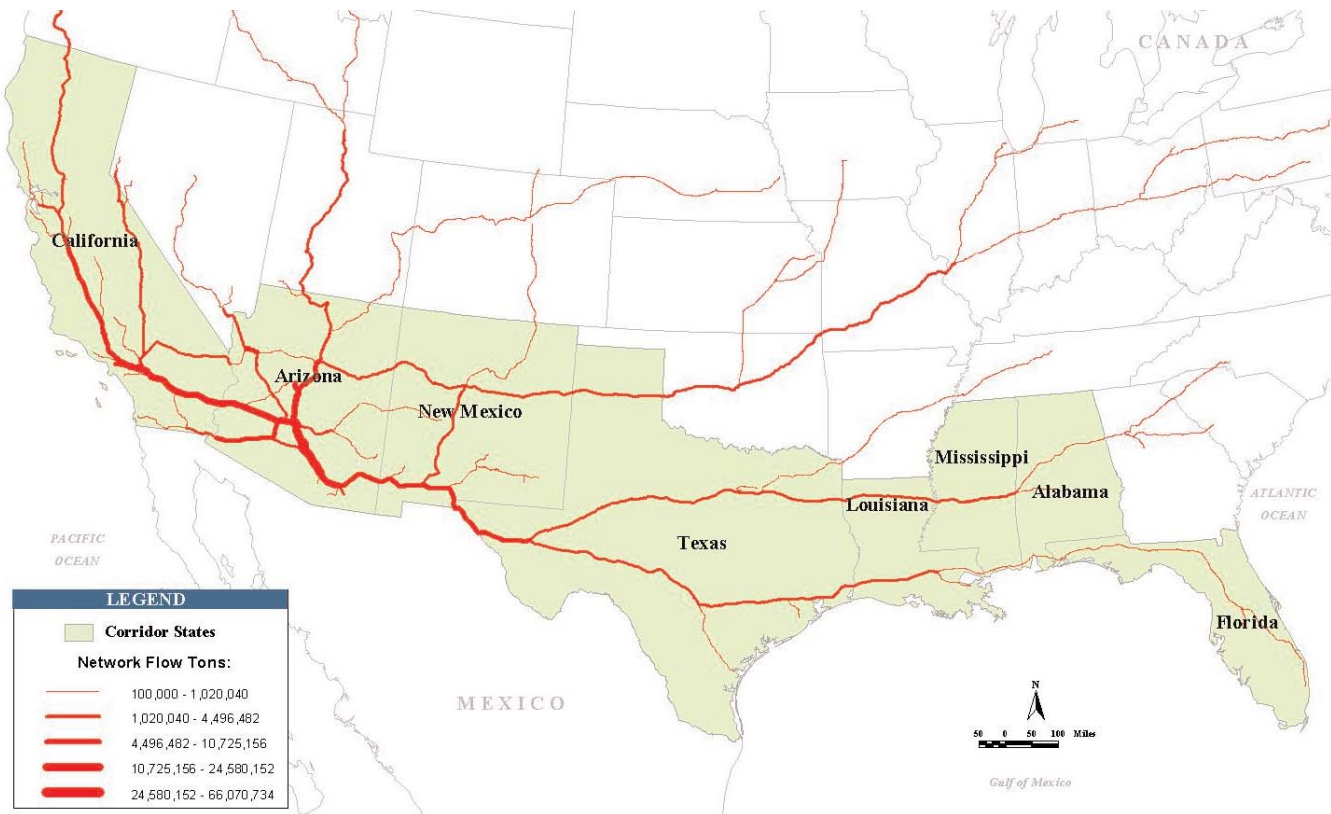 CANADA
California
Arizona
New Mexico
Mississippi
Alabama
Louisiana
Texas
ATLANTIC
OCEAN
PACIFIC
OCEAN
Florida
MEXICO
N
50 0 50 100 Miles
Gulf of Mexico
LEGEND
Corridor States
Network Flow Tons:
100,000 - 1,020,040
1,020,040 - 4,496,482
4,496,482 - 10,725,156
10,725,156 - 24,580,152
24,580,152 - 66,070,734